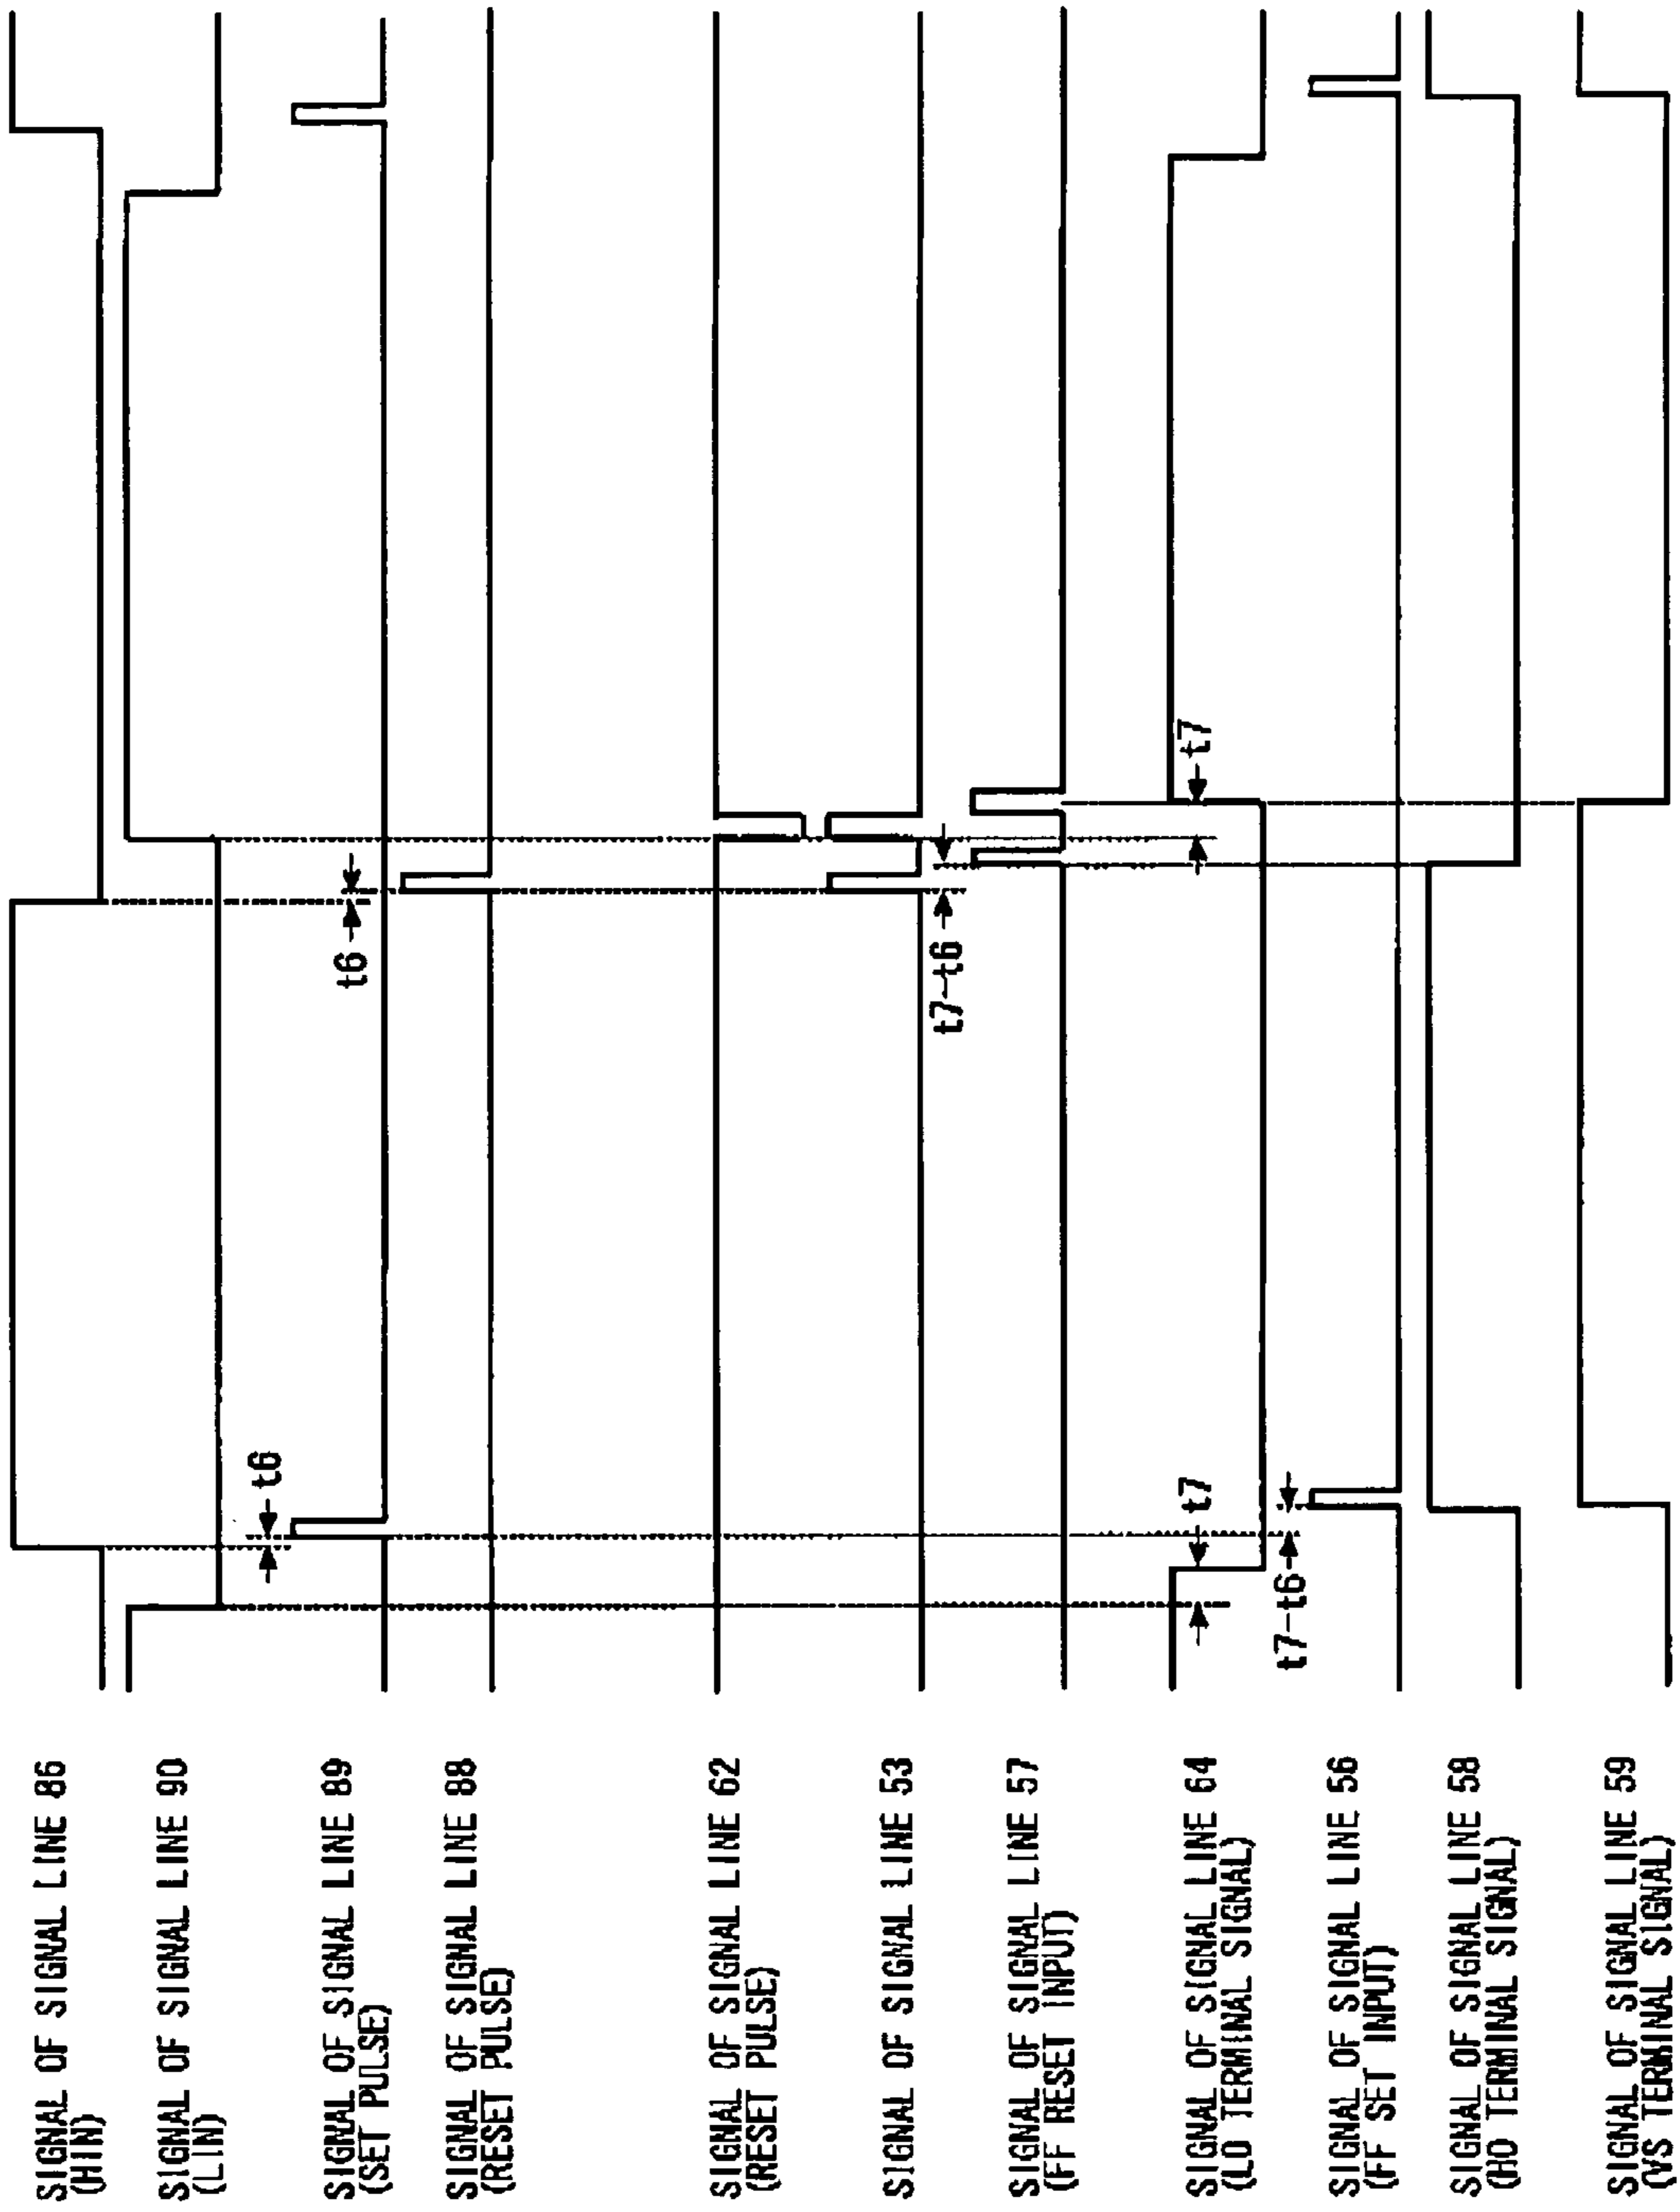 SIGNAL OF SIGNAL LINE 86
(HIN)
SIGNAL OF SIGNAL LINE 90
(LIN)
t6
SIGNAL OF SIGNAL LINE 89
(SET PULSE)
t6
SIGNAL OF SIGNAL LINE 88
(RESET PULSE)
SIGNAL OF SIGNAL LINE 62
(RESET PULSE)
SIGNAL OF SIGNAL LINE 53
t7-t6
SIGNAL OF SIGNAL LINE 57
(FF RESET INPUT)
SIGNAL OF SIGNAL LINE 64
(LO TERMINAL SIGNAL)
t7
t7
t7-t6
SIGNAL OF SIGNAL LINE 56
(FF SET INPUT)
SIGNAL OF SIGNAL LINE 58
(HO TERMINAL SIGNAL)
SIGNAL OF SIGNAL LINE 59
(VS TERMINAL SIGNAL)